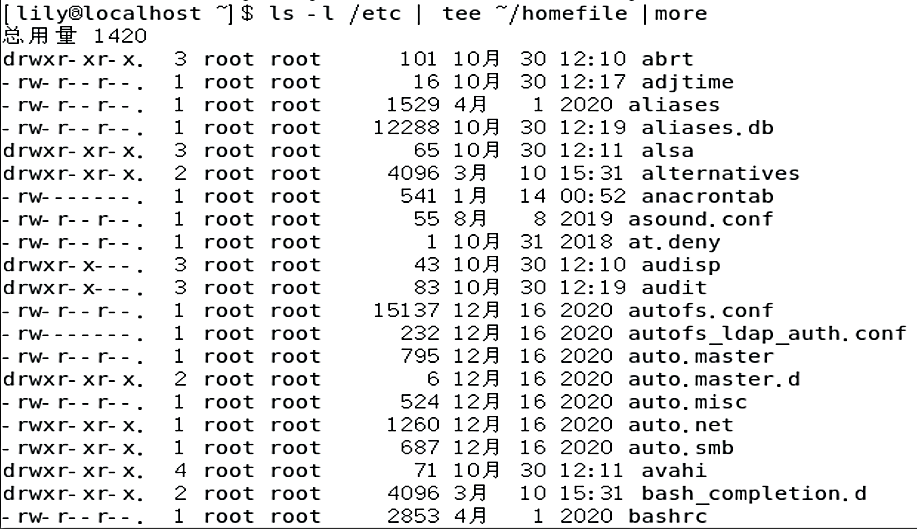 [lily@localhost ~]$ ls -l /etc | tee ~/homefile |more
总用量 1420
drwxr-xr-x.  3 root root      101 10月  30 12:10 abrt
-rw-r--r--.  1 root root       16 10月  30 12:17 adjtime
-rw-r--r--.  1 root root     1529 4月    1 2020 aliases
-rw-r--r--.  1 root root    12288 10月  30 12:19 aliases.db
drwxr-xr-x.  3 root root       65 10月  30 12:11 alsa
drwxr-xr-x.  2 root root     4096 3月   10 15:31 alternatives
-rw-------.  1 root root      541 1月   14 00:52 anacrontab
-rw-r--r--.  1 root root       55 8月    8 2019 asound.conf
-rw-r--r--.  1 root root        1 10月  31 2018 at.deny
drwxr-x---.  3 root root       43 10月  30 12:10 audisp
drwxr-x---.  3 root root       83 10月  30 12:19 audit
-rw-r--r--.  1 root root    15137 12月  16 2020 autofs.conf
-rw-------.  1 root root      232 12月  16 2020 autofs_ldap_auth.conf
-rw-r--r--.  1 root root      795 12月  16 2020 auto.master
drwxr-xr-x.  2 root root        6 12月  16 2020 auto.master.d
-rw-r--r--.  1 root root      524 12月  16 2020 auto.misc
-rwxr-xr-x.  1 root root     1260 12月  16 2020 auto.net
-rwxr-xr-x.  1 root root      687 12月  16 2020 auto.smb
drwxr-xr-x.  4 root root       71 10月  30 12:11 avahi
drwxr-xr-x.  2 root root     4096 3月   10 15:31 bash_completion.d
-rw-r--r--.  1 root root     2853 4月    1 2020 bashrc